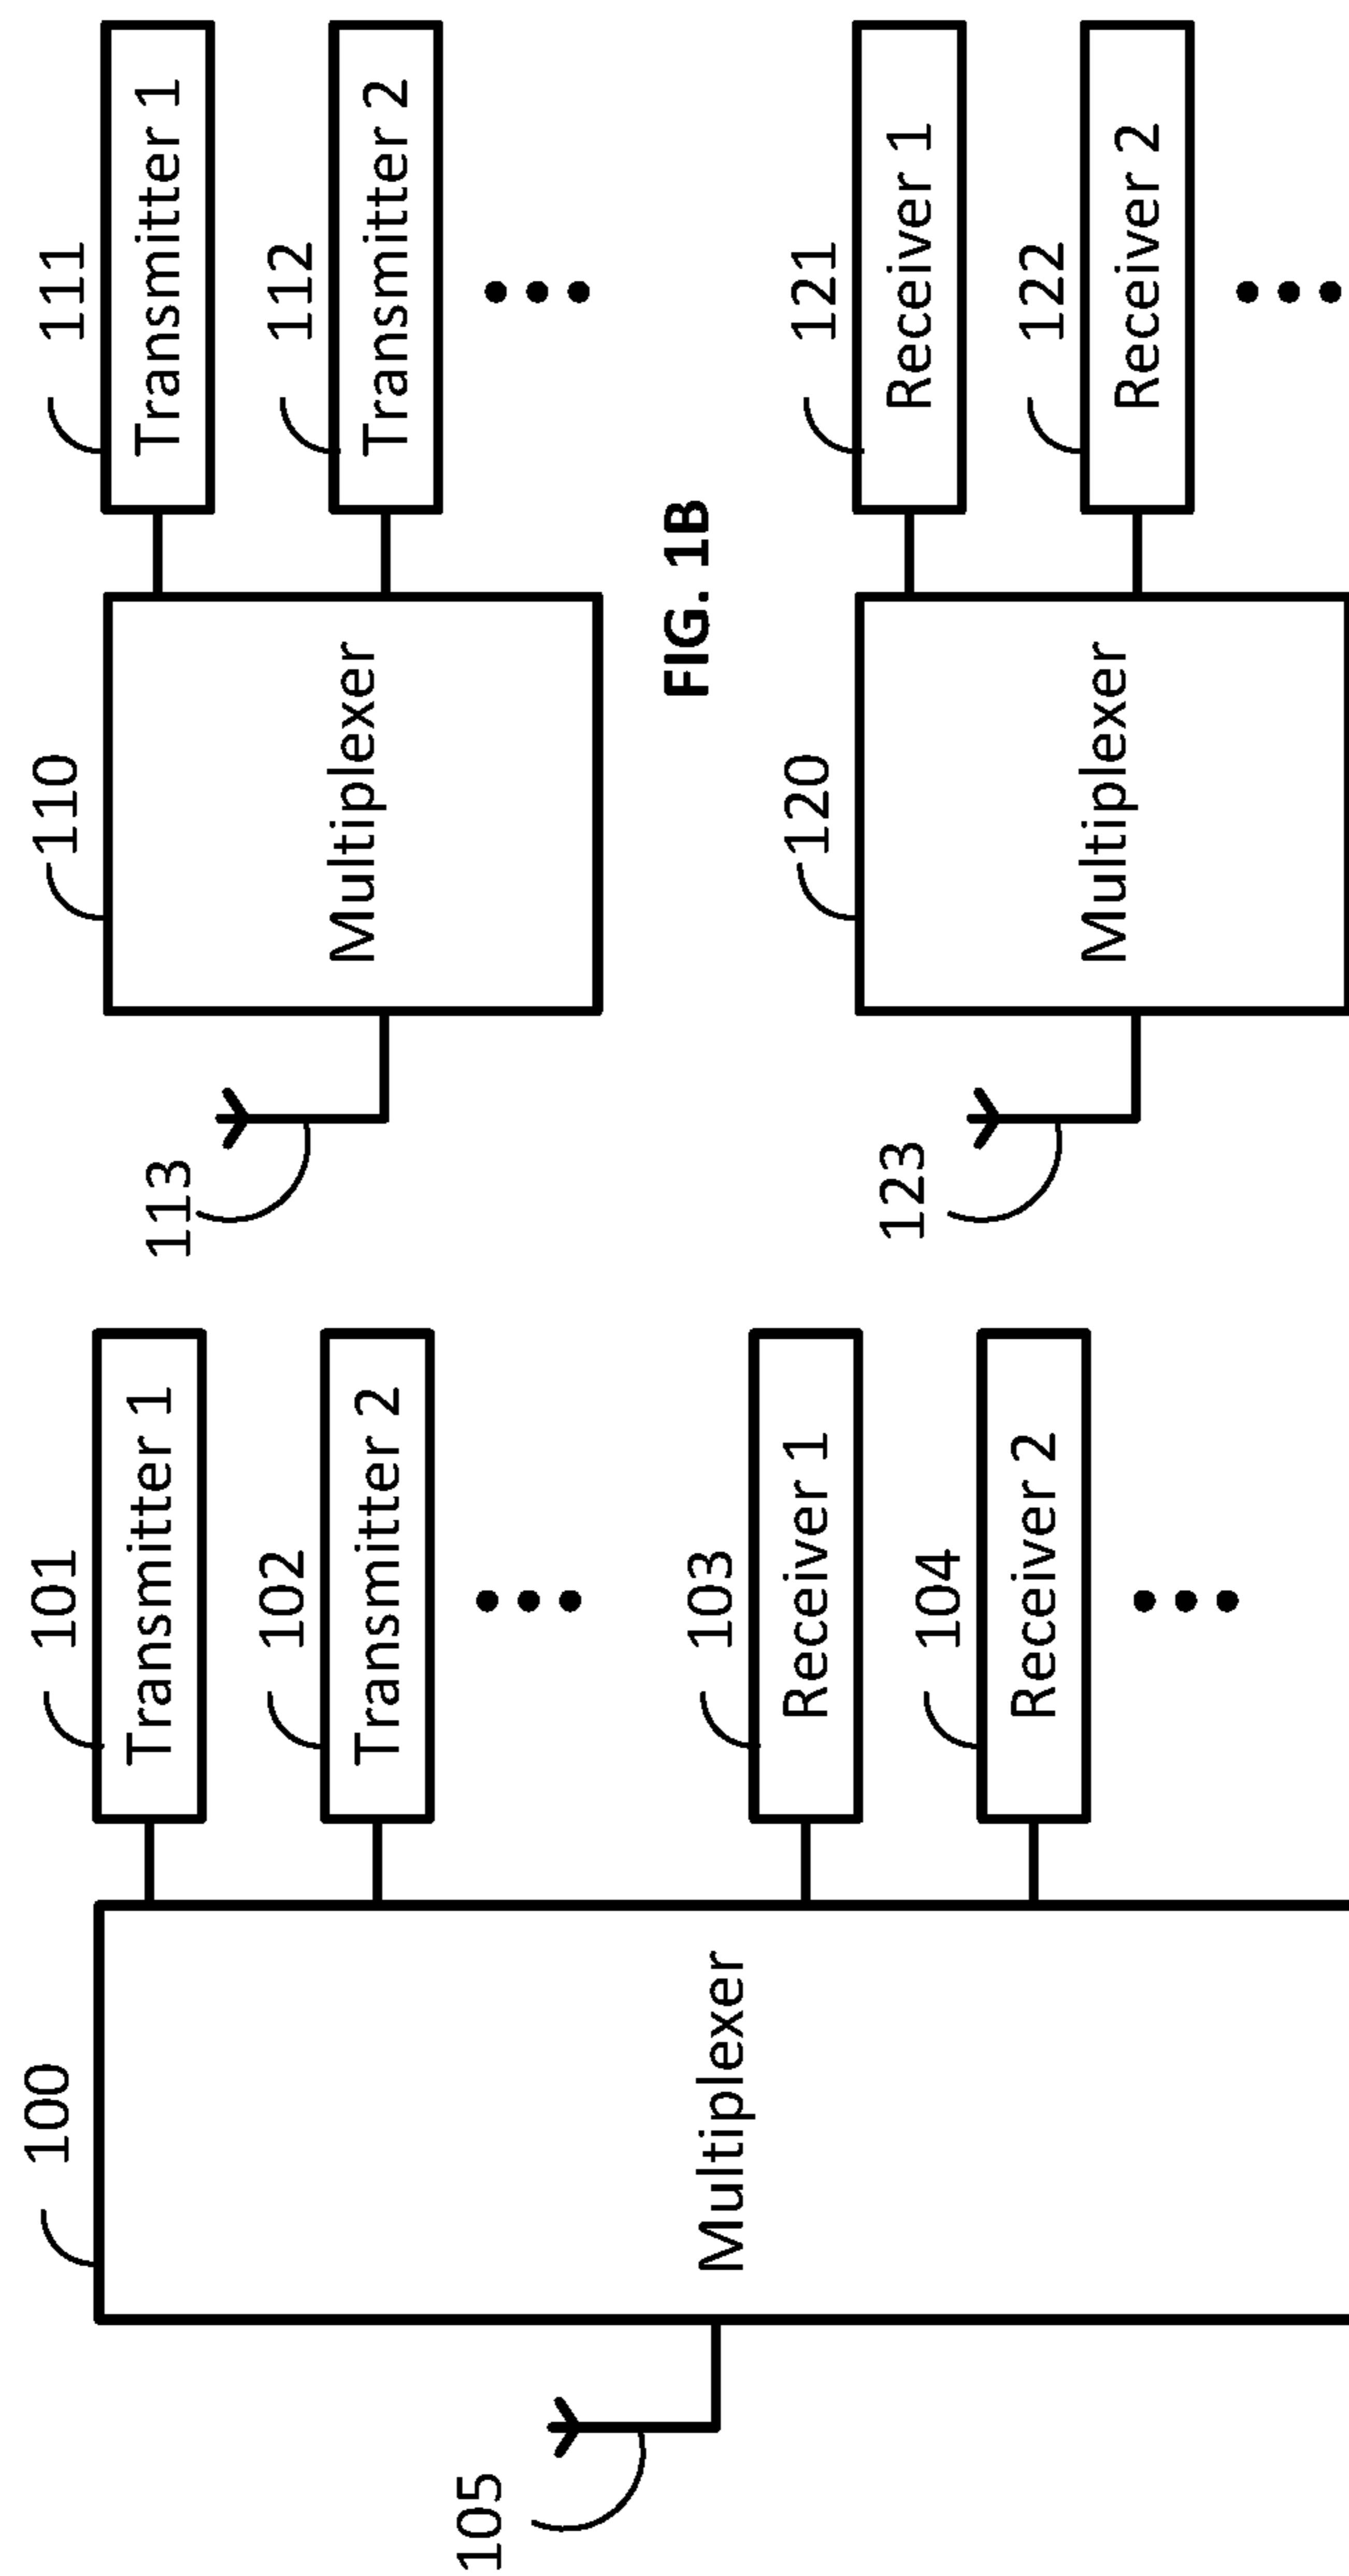 100
Multiplexer
105
101
Transmitter 1
102
Transmitter 2
103
Receiver 1
104
Receiver 2
110
Multiplexer
113
111
Transmitter 1
112
Transmitter 2
FIG. 1B
120
Multiplexer
123
121
Receiver 1
122
Receiver 2